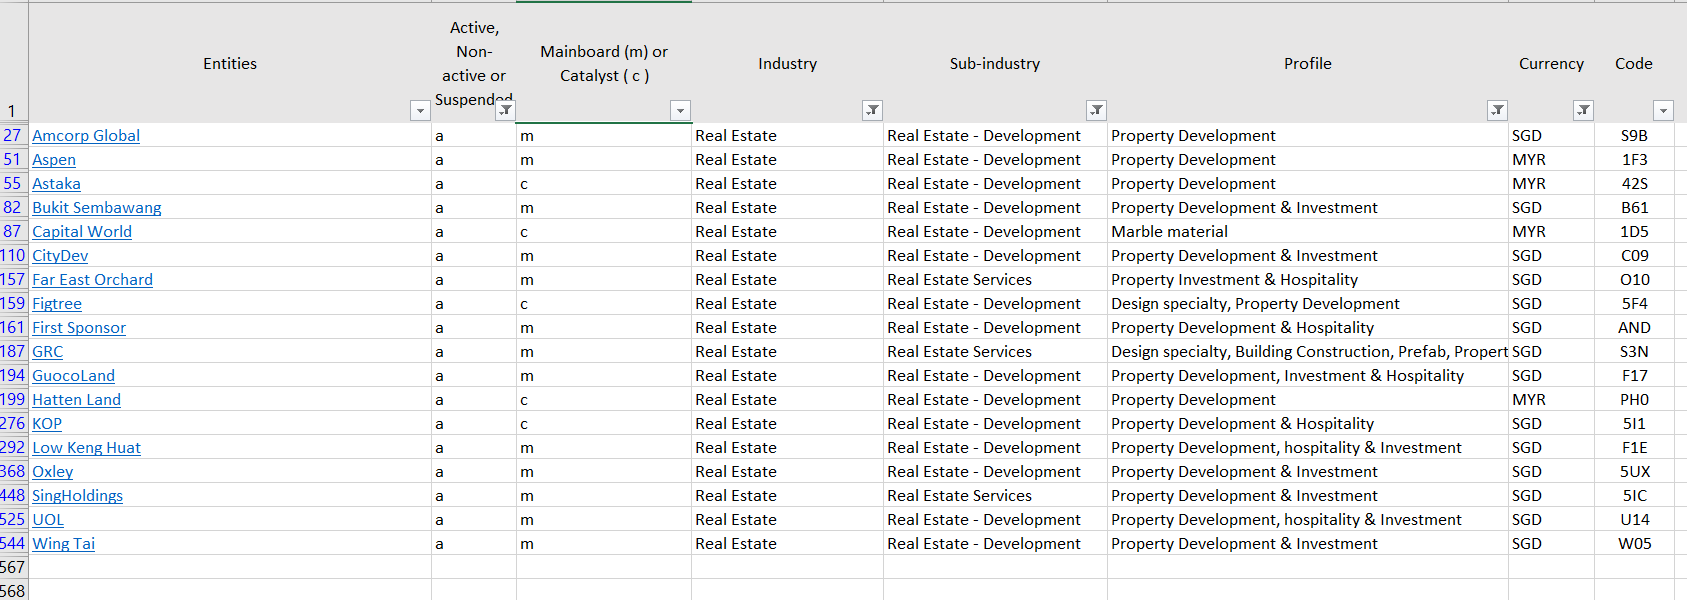 Entities Active, Non-active or Suspended Mainboard (m) or Catalyst ( c ) Industry Sub-industry Profile Currency Code
1
27 Amcorp Global a m Real Estate Real Estate - Development Property Development SGD S9B
51 Aspen a m Real Estate Real Estate - Development Property Development MYR 1F3
55 Astaka a c Real Estate Real Estate - Development Property Development MYR 42S
82 Bukit Sembawang a m Real Estate Real Estate - Development Property Development & Investment SGD B61
87 Capital World a c Real Estate Real Estate - Development Marble material MYR 1D5
110 CityDev a m Real Estate Real Estate - Development Property Development & Investment SGD C09
157 Far East Orchard a m Real Estate Real Estate Services Property Investment & Hospitality SGD O10
159 Figtree a c Real Estate Real Estate - Development Design specialty, Property Development SGD 5F4
161 First Sponsor a m Real Estate Real Estate - Development Property Development & Hospitality SGD AND
187 GRC a m Real Estate Real Estate Services Design specialty, Building Construction, Prefab, Propert SGD S3N
194 GuocoLand a m Real Estate Real Estate - Development Property Development, Investment & Hospitality SGD F17
199 Hatten Land a c Real Estate Real Estate - Development Property Development MYR PH0
276 KOP a c Real Estate Real Estate - Development Property Development & Hospitality SGD 5I1
292 Low Keng Huat a m Real Estate Real Estate - Development Property Development, hospitality & Investment SGD F1E
368 Oxley a m Real Estate Real Estate - Development Property Development & Investment SGD 5UX
448 SingHoldings a m Real Estate Real Estate Services Property Development & Investment SGD 5IC
525 UOL a m Real Estate Real Estate - Development Property Development, hospitality & Investment SGD U14
544 Wing Tai a m Real Estate Real Estate - Development Property Development & Investment SGD W05
567
568